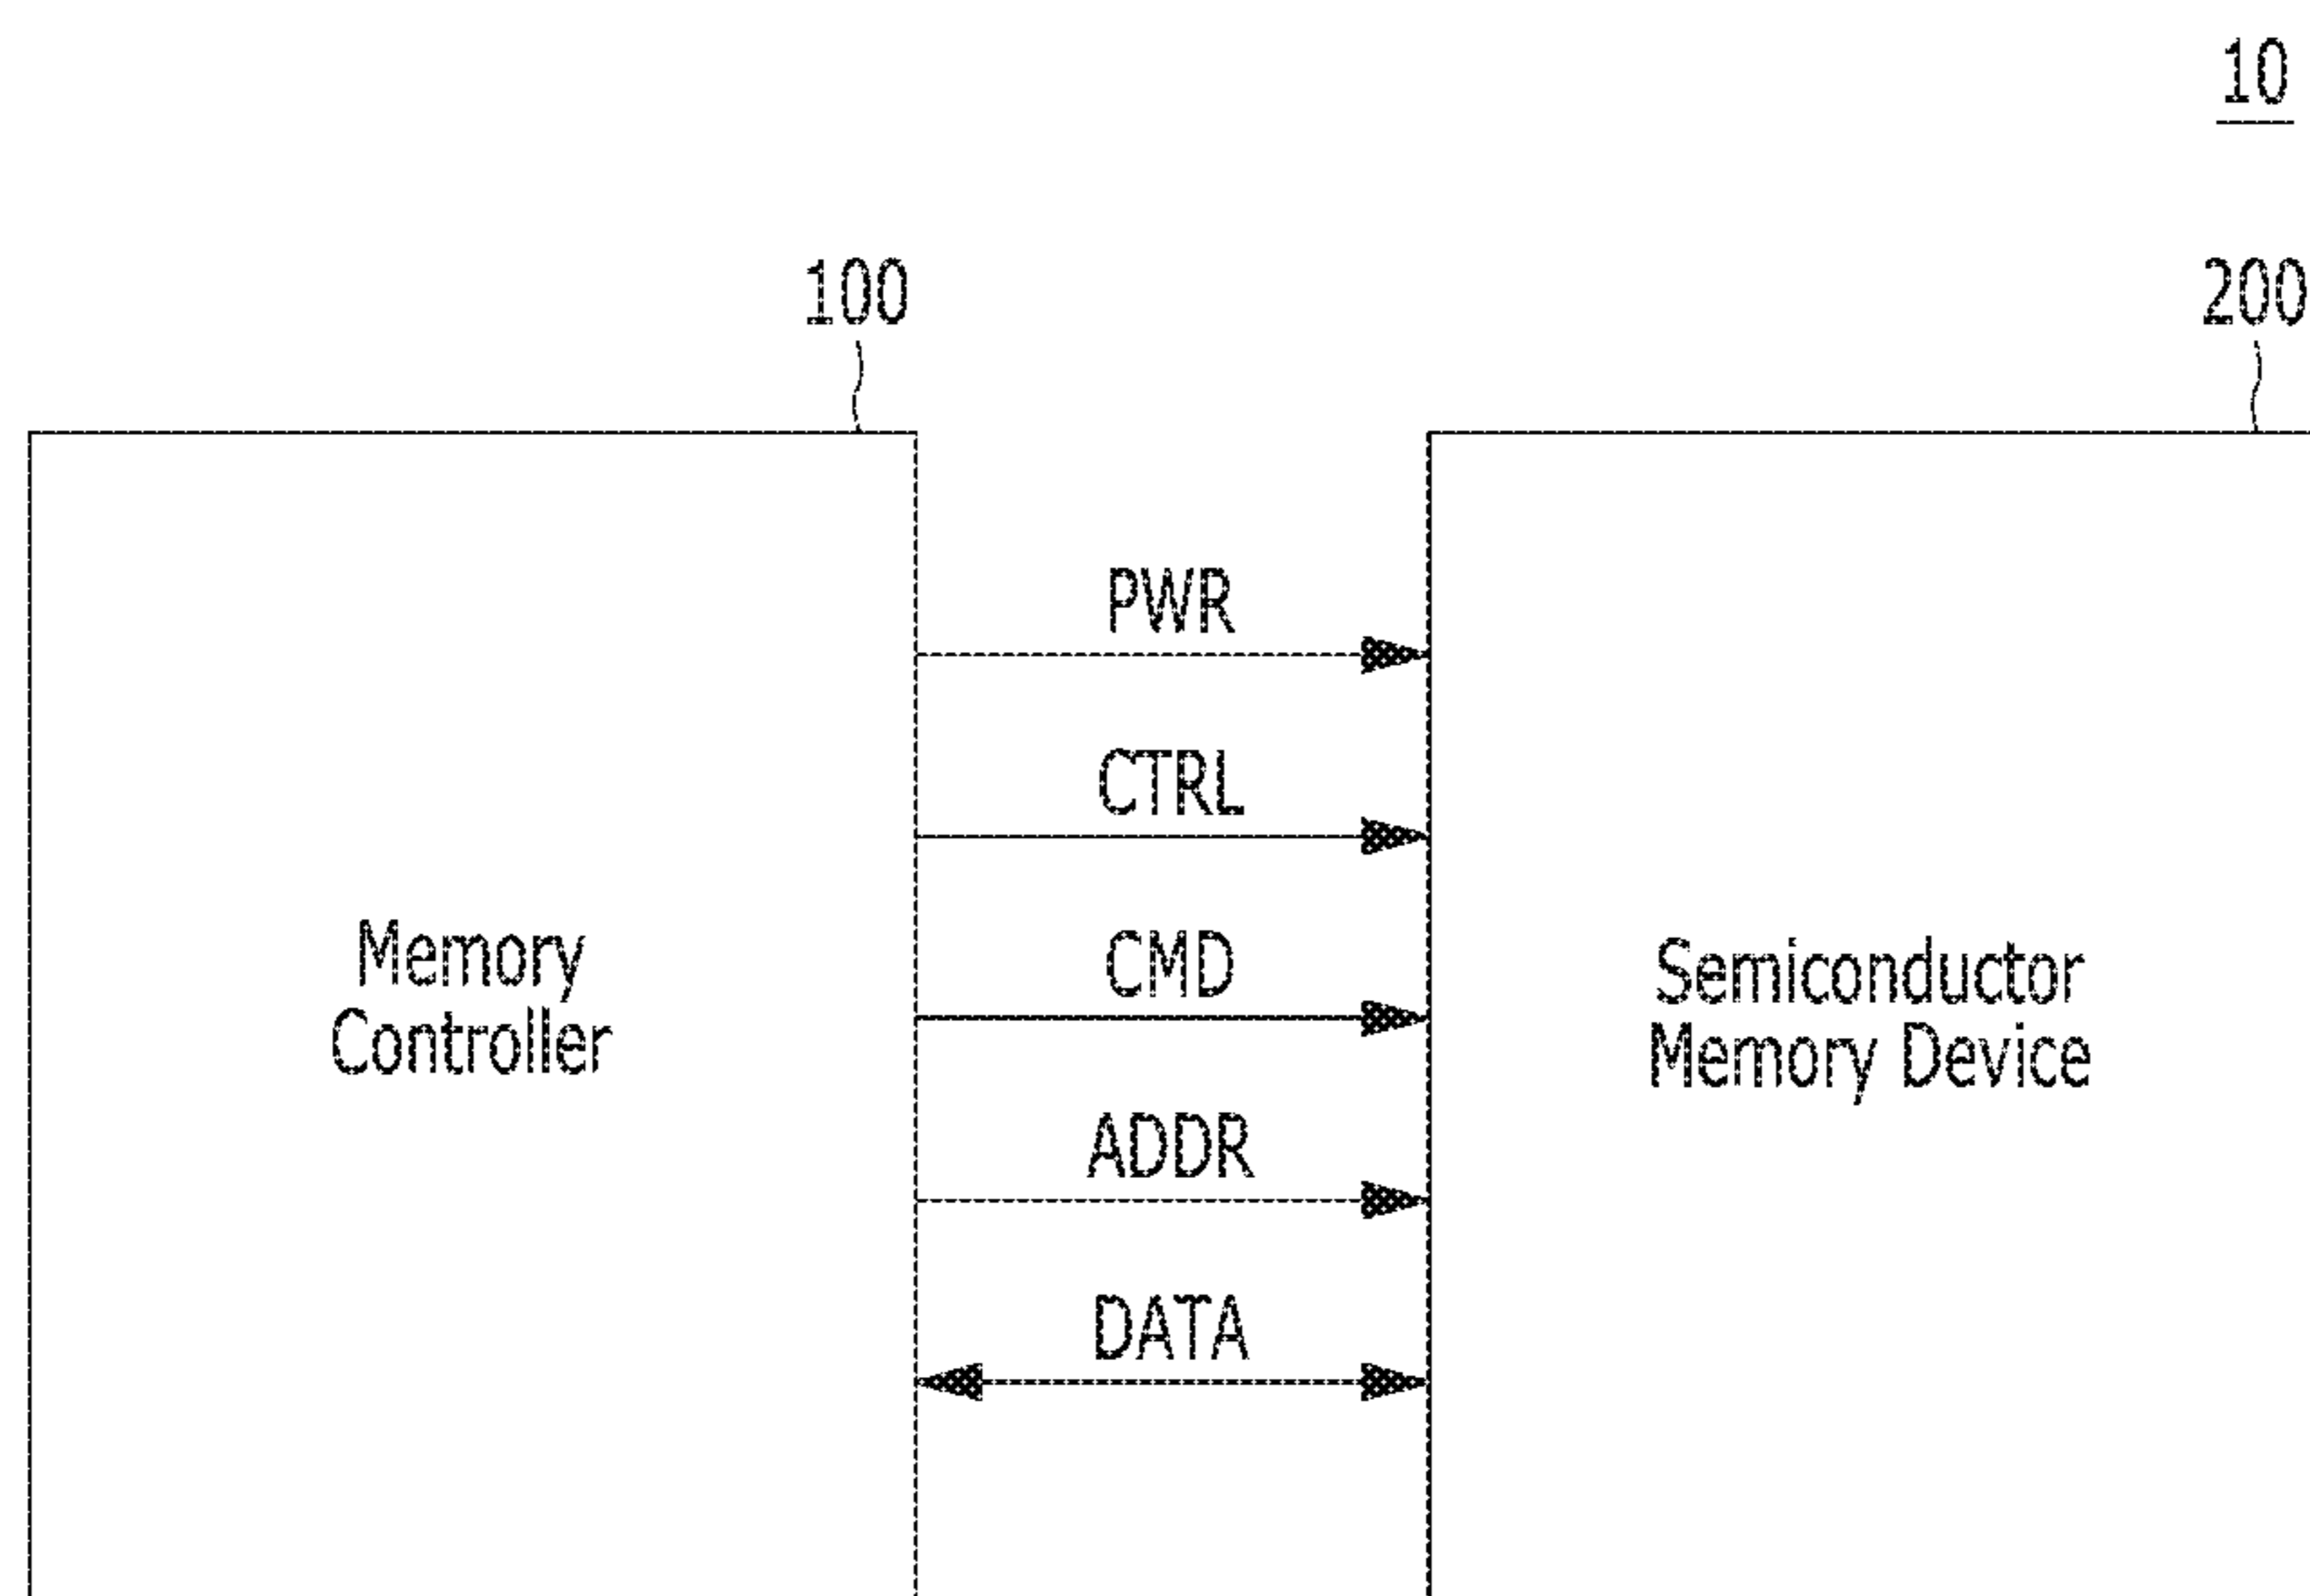 10
100
200
PWR
CTRL
CMD
ADDR
DATA
Memory
Controller
Semiconductor
Memory Device